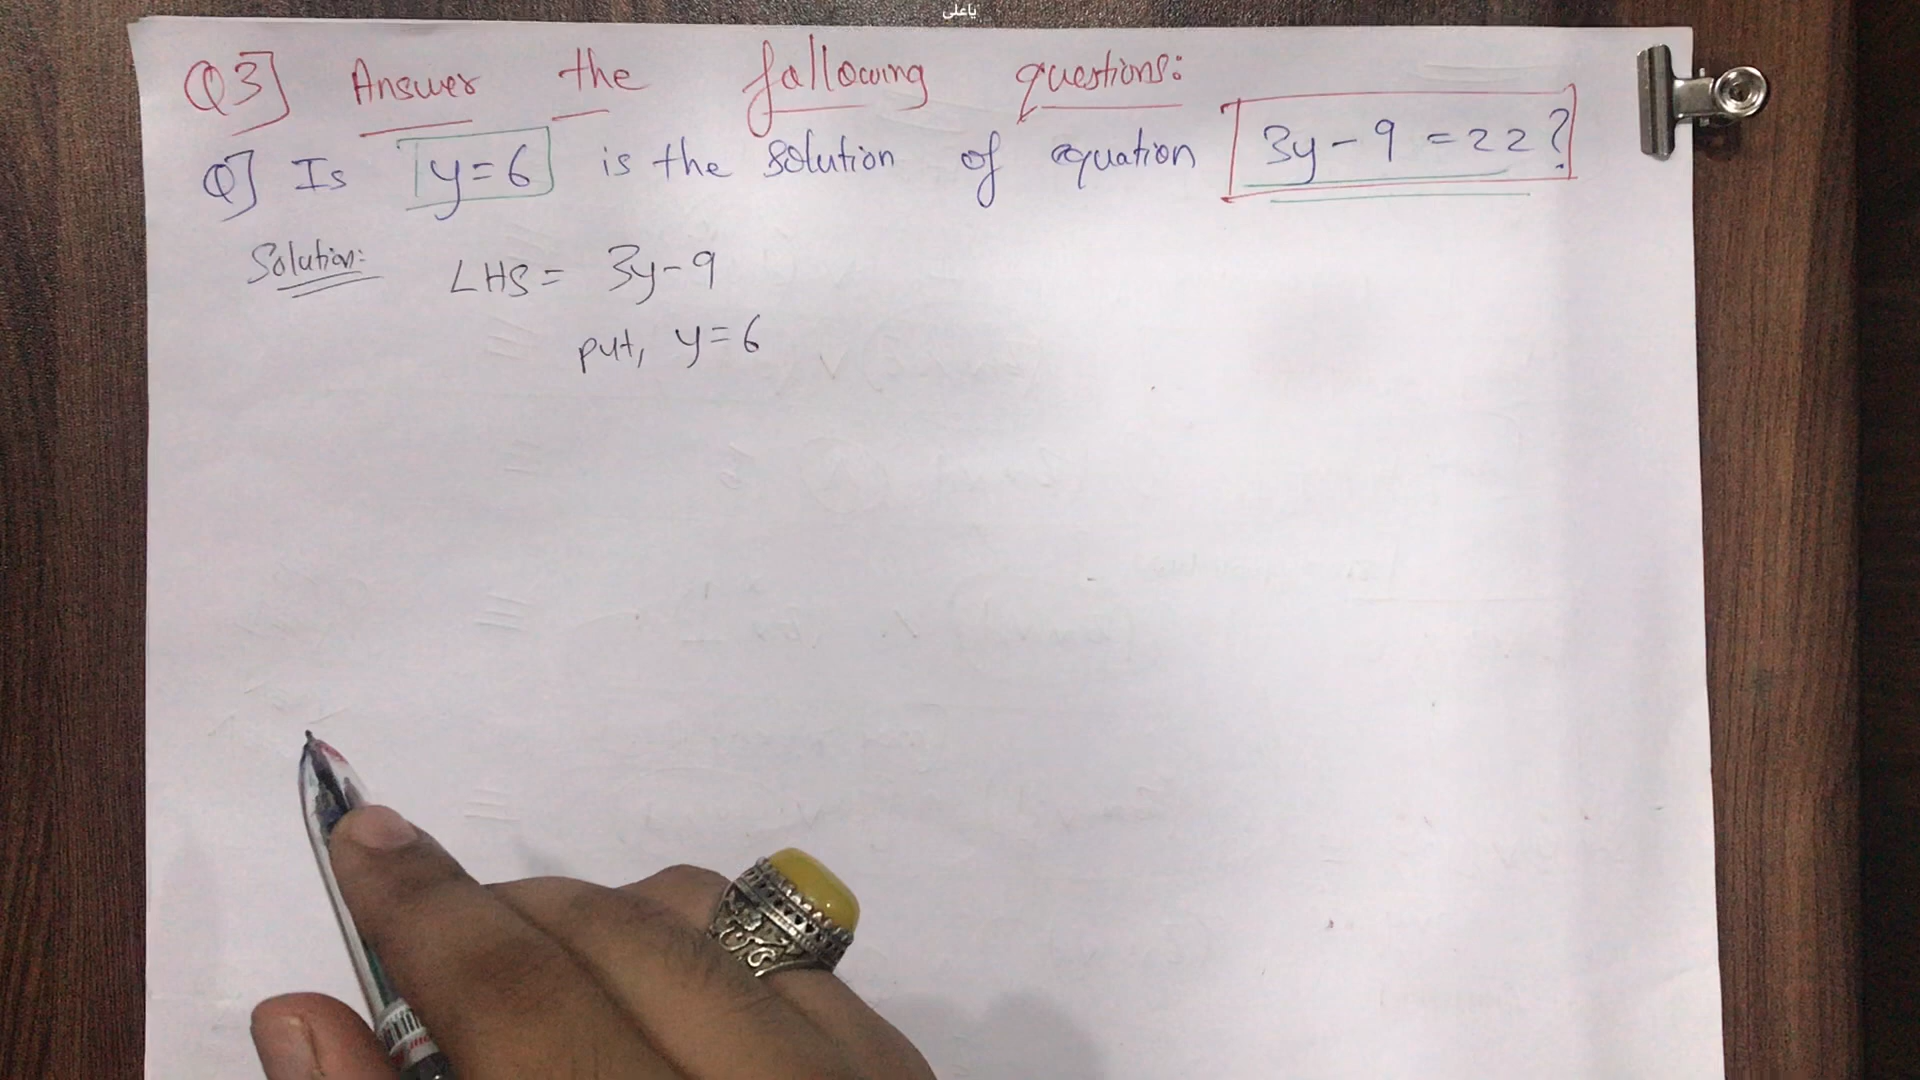 ياعلى
Q3] Answer the following questions:
Q] Is y=6 is the solution of equation 3y-9=22?
Solution: LHS= 3y-9
put, y=6